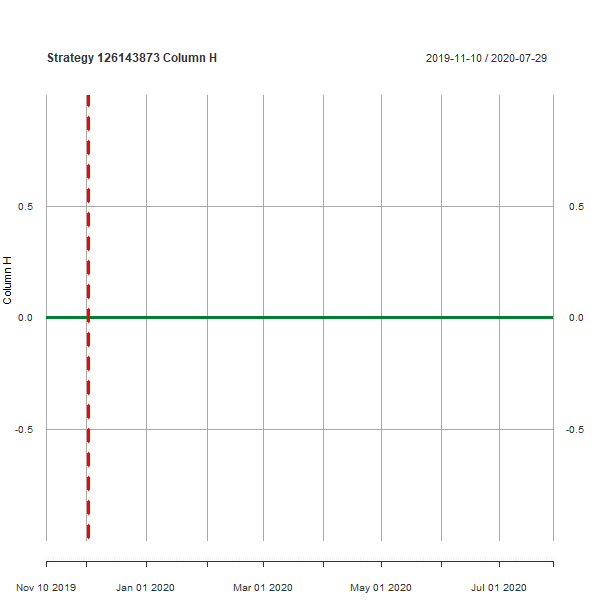 Strategy 126143873 Column H
2019-11-10 / 2020-07-29
0.5
0.5
Column H
0.0
0.0
-0.5
-0.5
Nov 10 2019
Jan 01 2020
Mar 01 2020
May 01 2020
Jul 01 2020